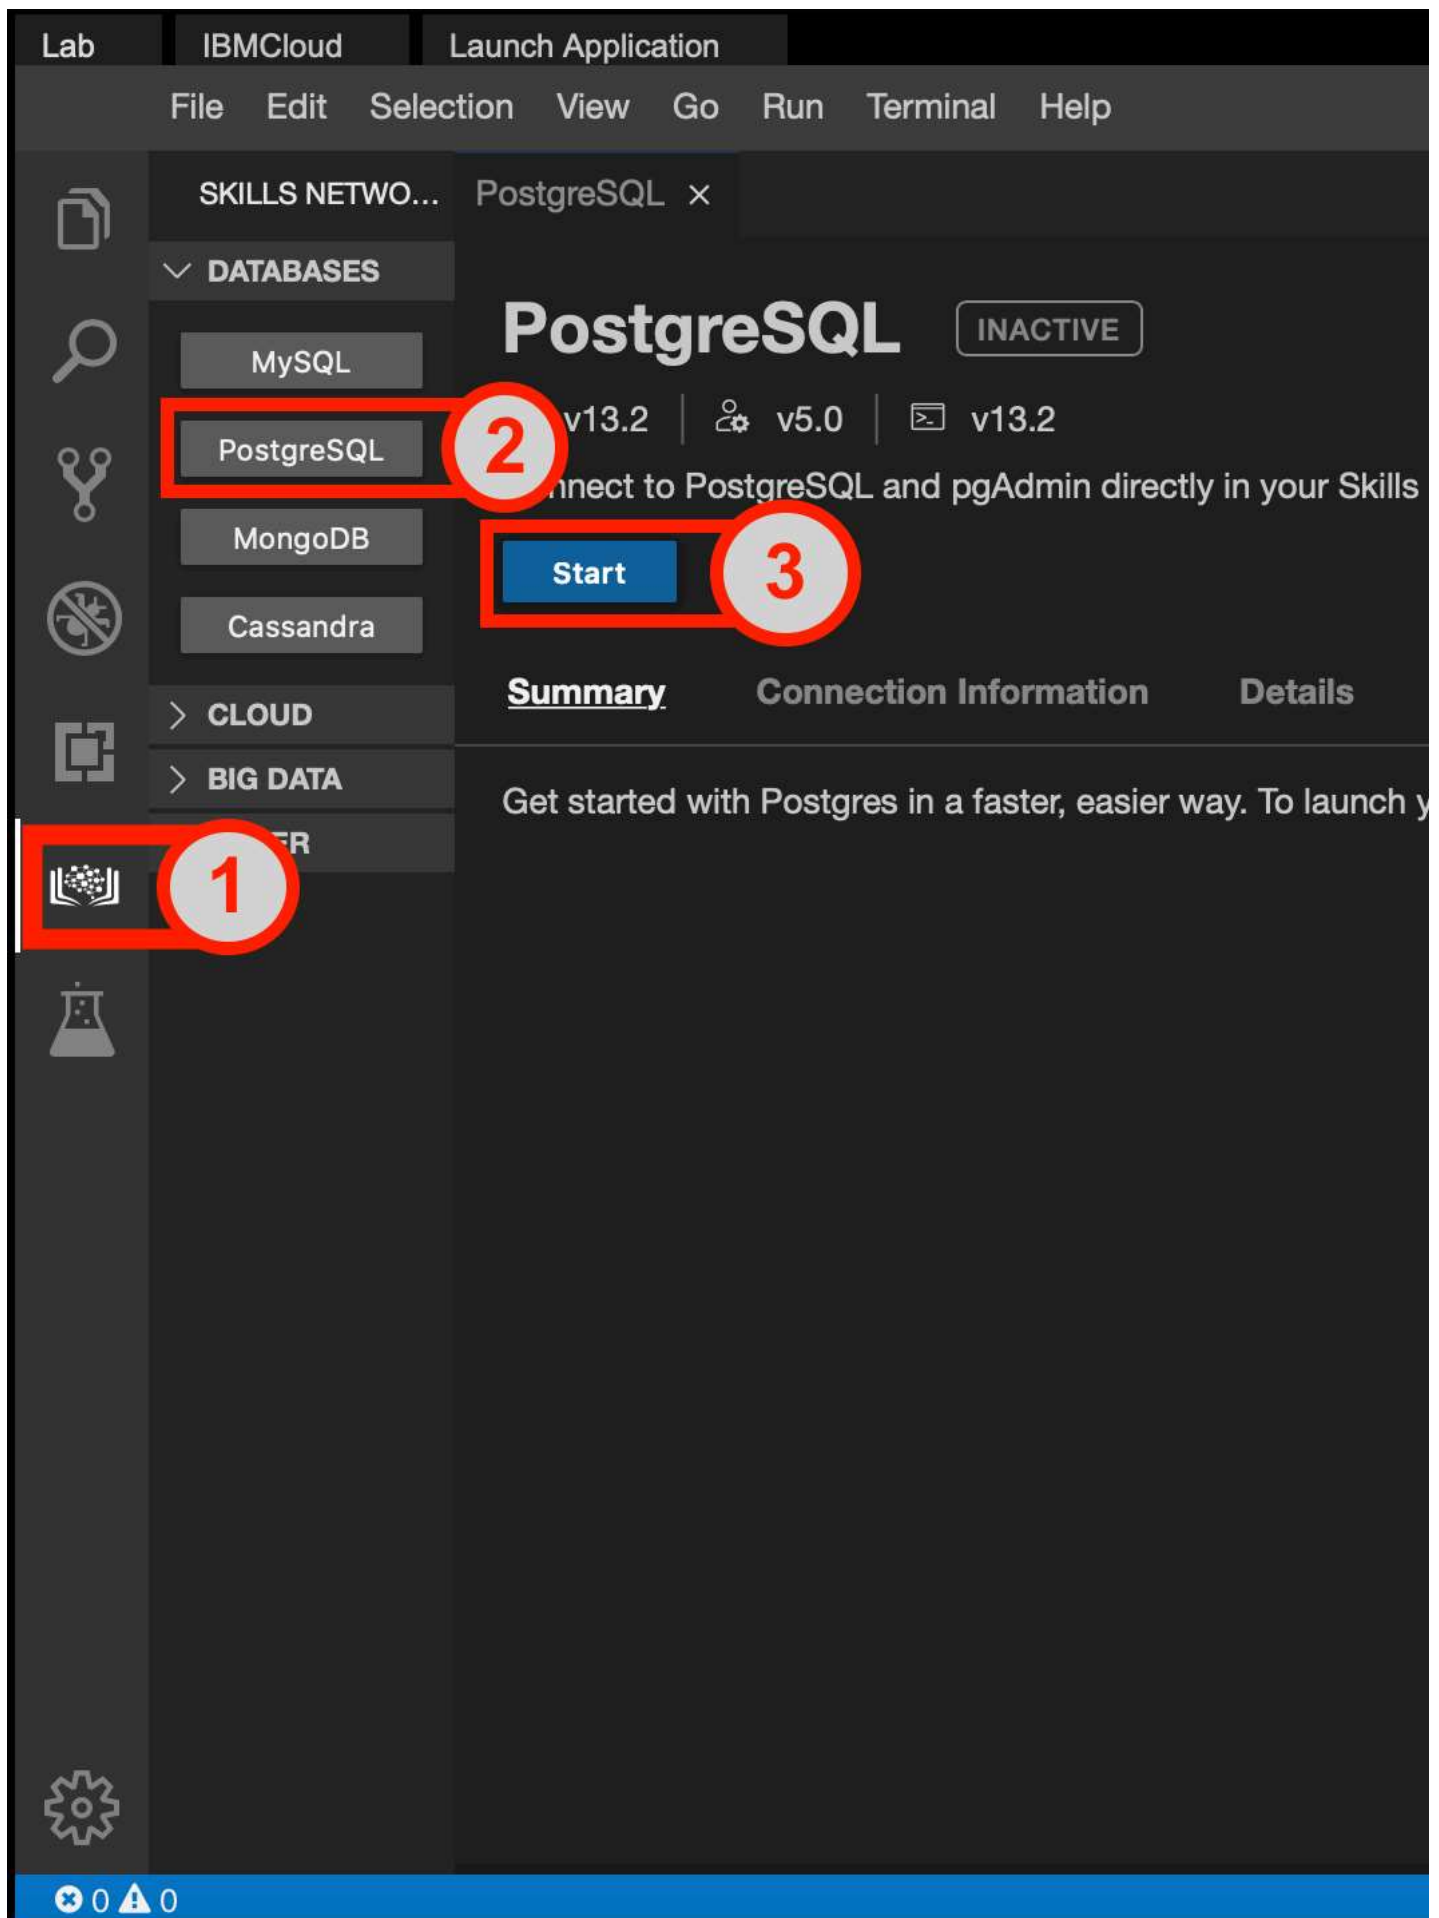 Lab IBMCloud Launch Application
File Edit Selection View Go Run Terminal Help
SKILLS NETWO... PostgreSQL ×
DATABASES
PostgreSQL INACTIVE
MySQL
v13.2 v5.0 v13.2
PostgreSQL 2
nnect to PostgreSQL and pgAdmin directly in your Skills
MongoDB
Start 3
Cassandra
Summary Connection Information Details
CLOUD
BIG DATA
Get started with Postgres in a faster, easier way. To launch y
ER
1
0 0